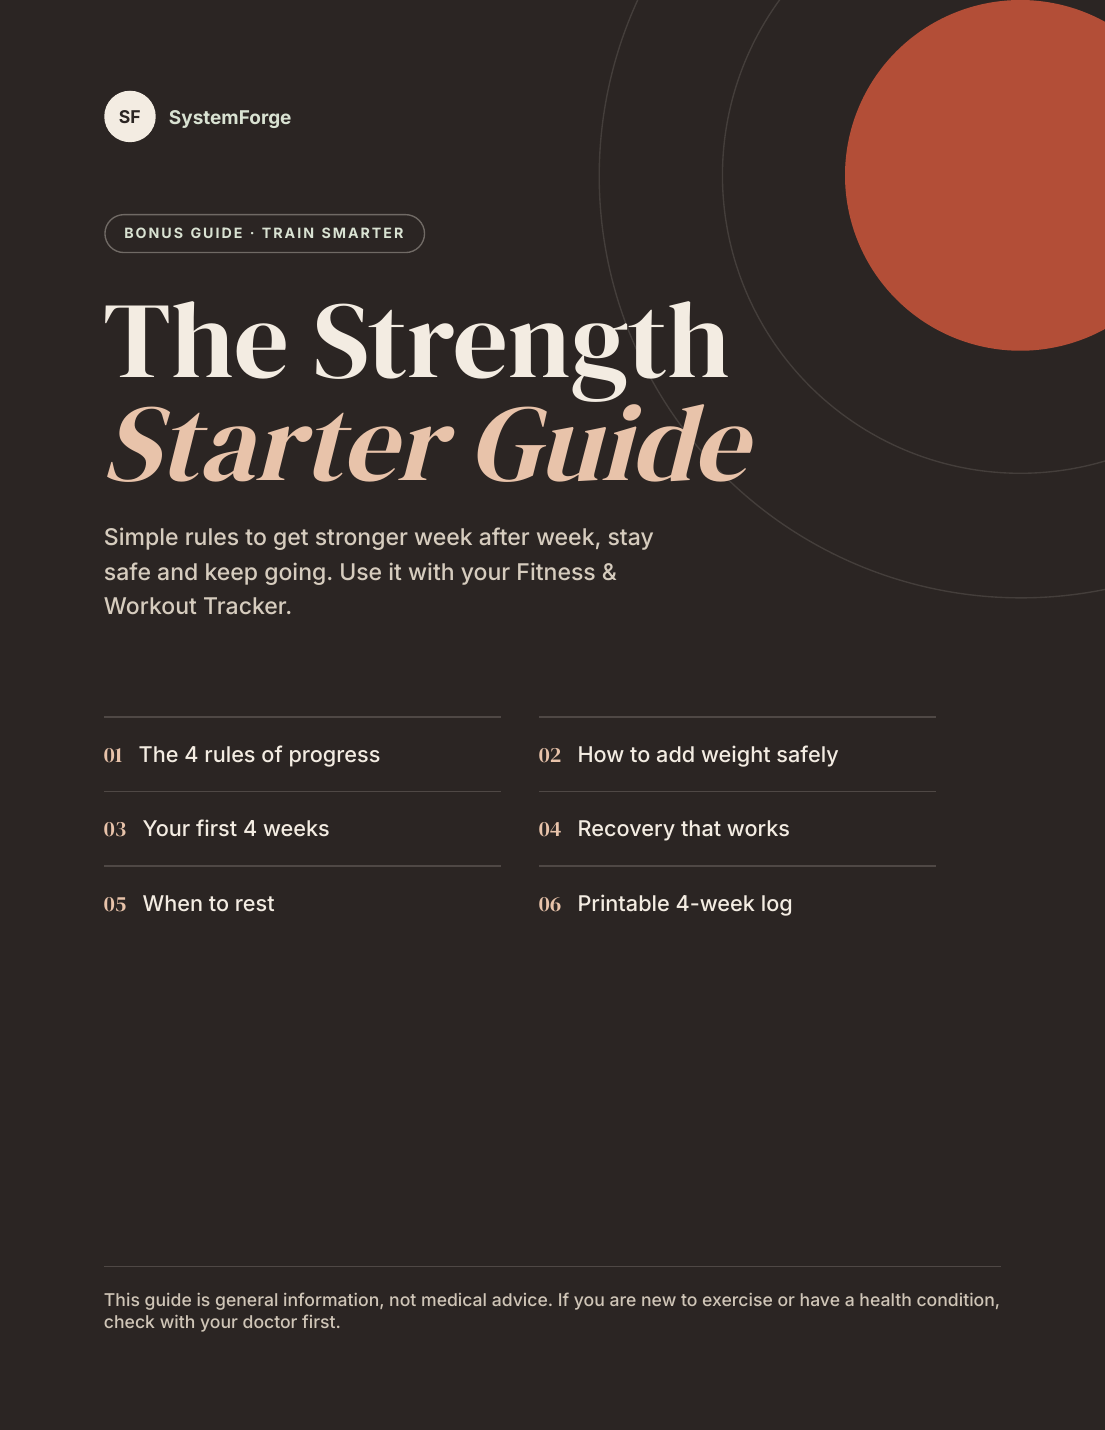 SF SystemForge
BONUS GUIDE · TRAIN SMARTER
The Strength
Starter Guide
Simple rules to get stronger week after week, stay
safe and keep going. Use it with your Fitness &
Workout Tracker.
01 The 4 rules of progress
02 How to add weight safely
03 Your first 4 weeks
04 Recovery that works
05 When to rest
06 Printable 4-week log
This guide is general information, not medical advice. If you are new to exercise or have a health condition,
check with your doctor first.